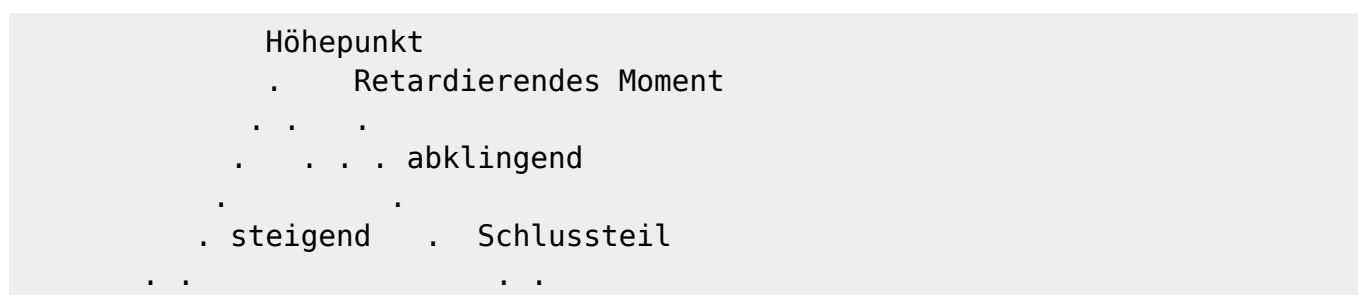 Höhepunkt
. Retardierendes Moment
. . .
. . . . abklingend
. .
. steigend . Schlussteil
. . . .